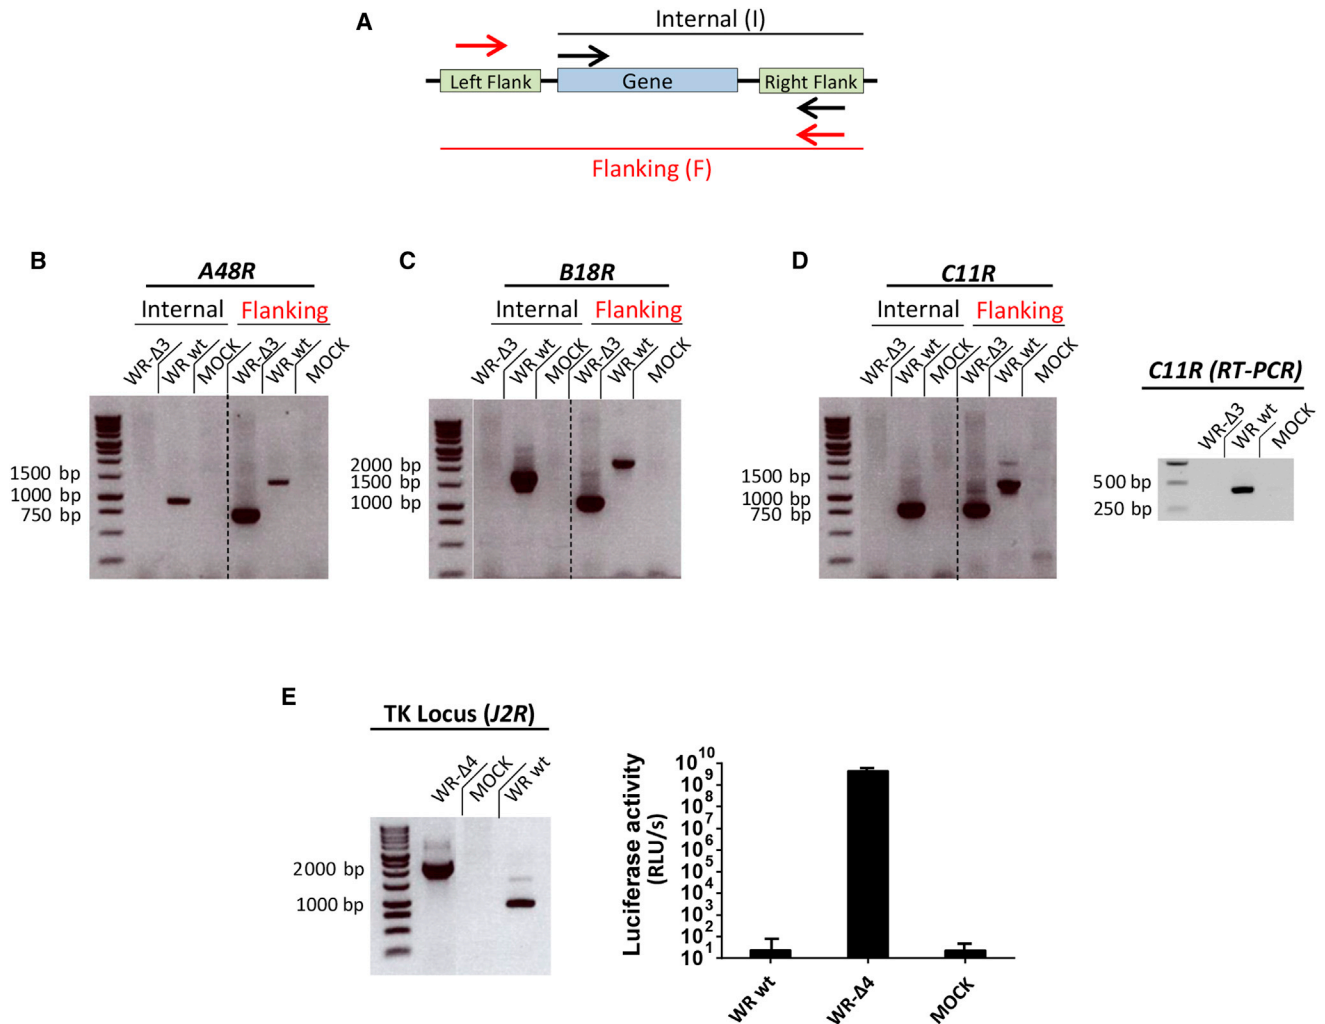 A
Internal (I)
Left Flank
Gene
Right Flank
Flanking (F)
B
A48R
Internal
Flanking
WR-Δ3
WR wt
MOCK
WR-Δ3
WR wt
MOCK
1500 bp
1000 bp
750 bp
C
B18R
Internal
Flanking
WR-Δ3
WR wt
MOCK
WR-Δ3
WR wt
MOCK
2000 bp
1500 bp
1000 bp
D
C11R
Internal
Flanking
WR-Δ3
WR wt
MOCK
WR-Δ3
WR wt
MOCK
1500 bp
1000 bp
750 bp
C11R (RT-PCR)
WR-Δ3
WR wt
MOCK
500 bp
250 bp
E
TK Locus (J2R)
WR-Δ4
MOCK
WR wt
2000 bp
1000 bp
Luciferase activity
(RLU/s)
10^10
10^9
10^8
10^7
10^6
10^5
10^4
10^3
10^2
10^1
WR wt
WR-Δ4
MOCK